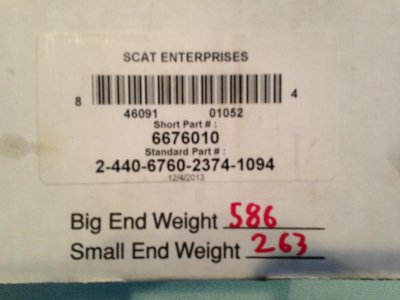 SCAT ENTERPRISES
8 46091 01052 4
Short Part # :
6676010
Standard Part # :
2-440-6760-2374-1094
12/4/2013
Big End Weight 586
Small End Weight 263